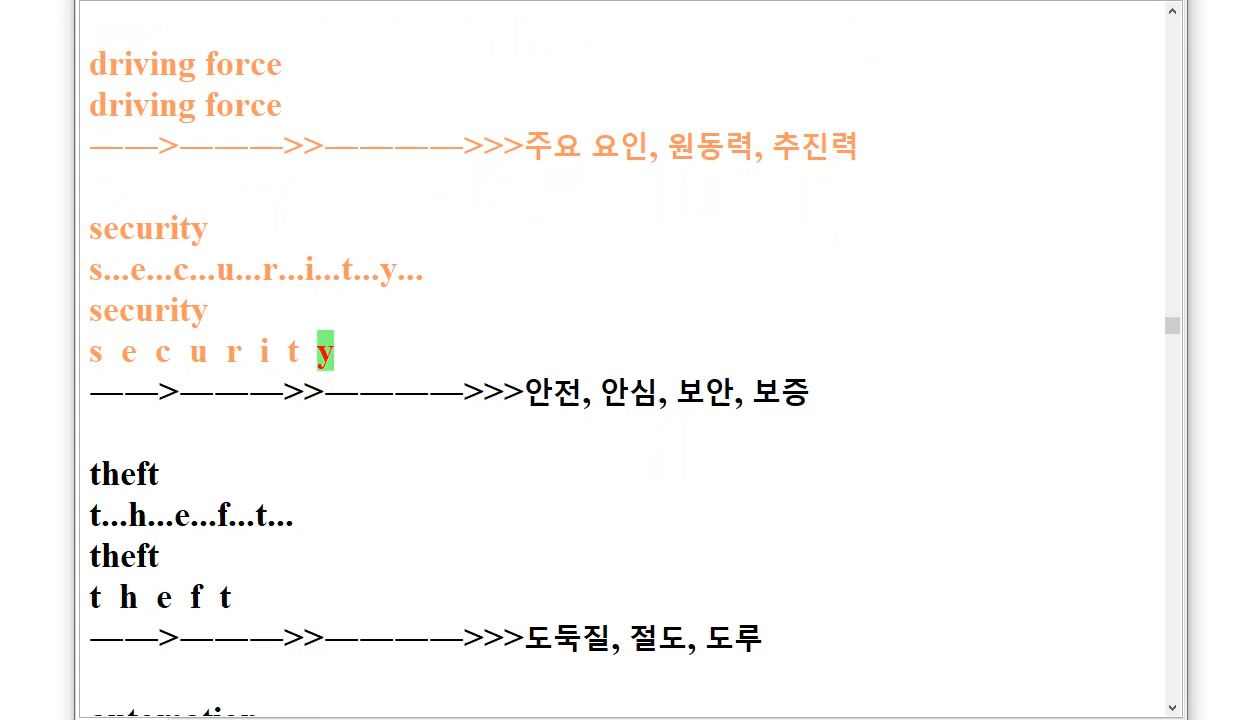 driving force
driving force
——>———>>————>>>주요 요인, 원동력, 추진력
security
s...e...c...u...r...i...t...y...
security
s e c u r i t y
——>———>>————>>>안전, 안심, 보안, 보증
theft
t...h...e...f...t...
theft
t h e f t
——>———>>————>>>도둑질, 절도, 도루